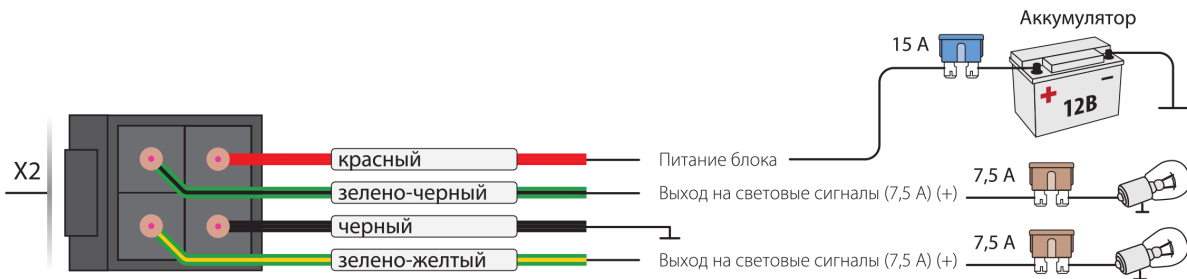 Аккумулятор
15 А
12В
X2
красный
Питание блока
зелено-черный
Выход на световые сигналы (7,5 А) (+)
7,5 А
черный
зелено-желтый
Выход на световые сигналы (7,5 А) (+)
7,5 А